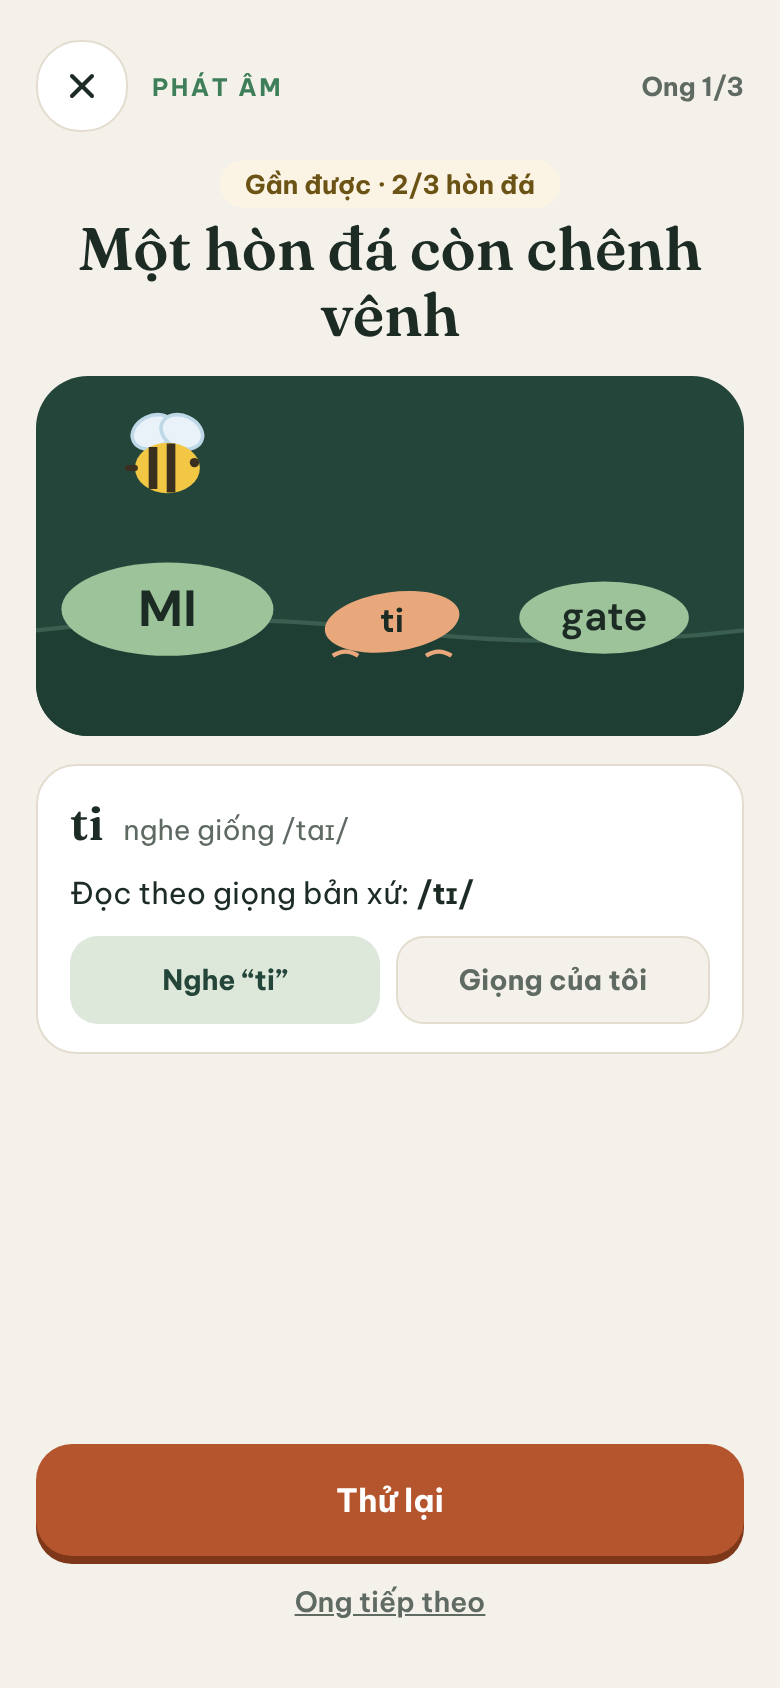 PHÁT ÂM
Ong 1/3
Gần được · 2/3 hòn đá
Một hòn đá còn chênh
vênh
MI
ti
gate
ti nghe giống /taɪ/
Đọc theo giọng bản xứ: /tɪ/
Nghe “ti”
Giọng của tôi
Thử lại
Ong tiếp theo